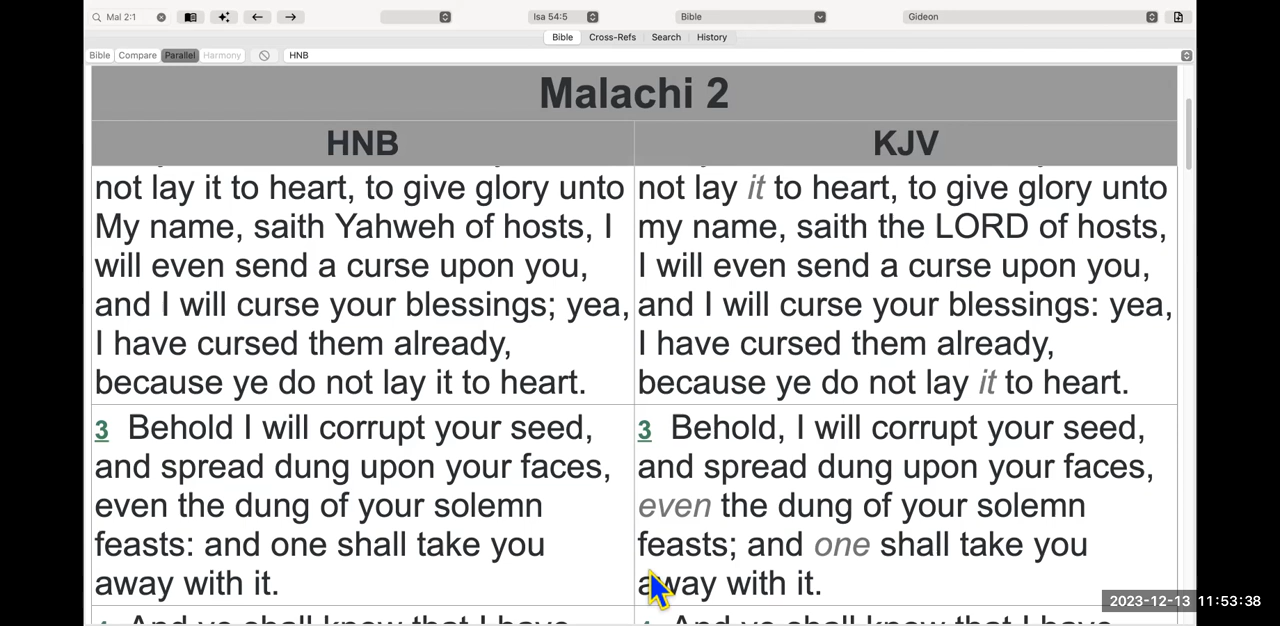 Mal 2:1 Isa 54:5 Bible Gideon
Bible Cross-Refs Search History
Bible Compare Parallel Harmony HNB
Malachi 2
HNB
not lay it to heart, to give glory unto
My name, saith Yahweh of hosts, I
will even send a curse upon you,
and I will curse your blessings; yea,
I have cursed them already,
because ye do not lay it to heart.
3 Behold I will corrupt your seed,
and spread dung upon your faces,
even the dung of your solemn
feasts: and one shall take you
away with it.
KJV
not lay it to heart, to give glory unto
my name, saith the LORD of hosts,
I will even send a curse upon you,
and I will curse your blessings: yea,
I have cursed them already,
because ye do not lay it to heart.
3 Behold, I will corrupt your seed,
and spread dung upon your faces,
even the dung of your solemn
feasts; and one shall take you
away with it.
2023-12-13 11:53:38